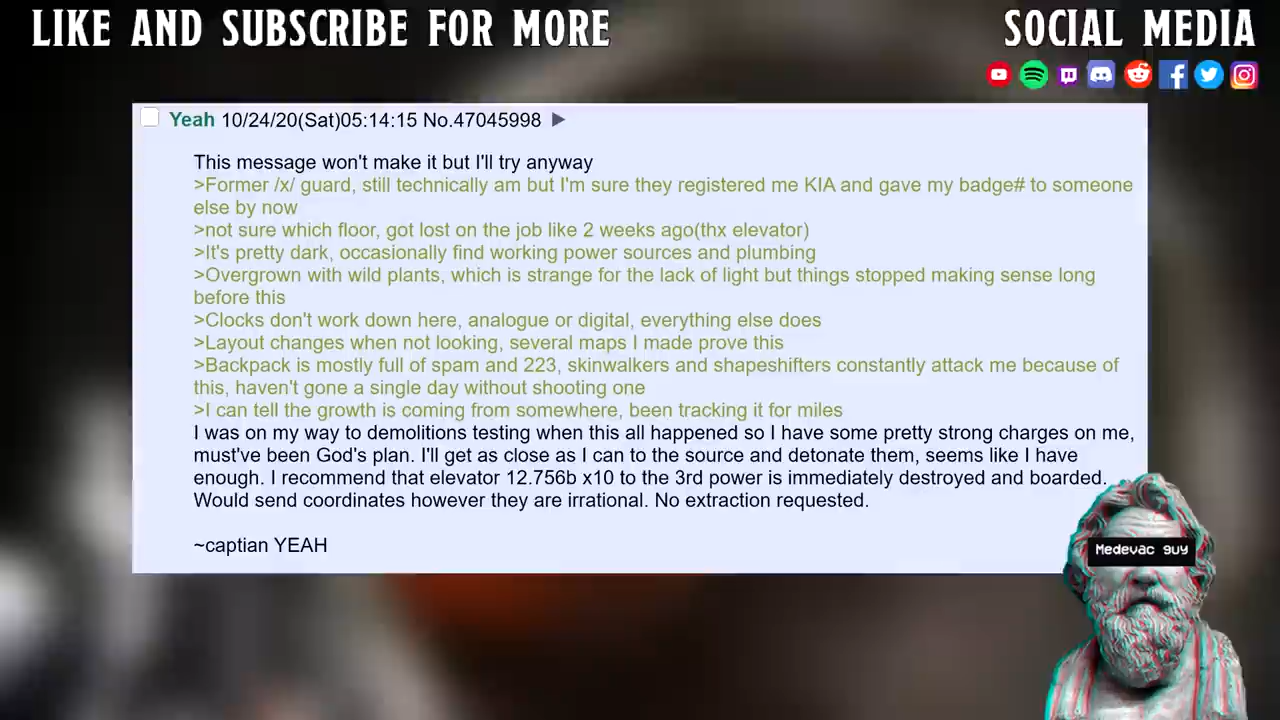 LIKE AND SUBSCRIBE FOR MORE
SOCIAL MEDIA
Yeah 10/24/20(Sat)05:14:15 No.47045998
This message won't make it but I'll try anyway
>Former /x/ guard, still technically am but I'm sure they registered me KIA and gave my badge# to someone
else by now
>not sure which floor, got lost on the job like 2 weeks ago(thx elevator)
>It's pretty dark, occasionally find working power sources and plumbing
>Overgrown with wild plants, which is strange for the lack of light but things stopped making sense long
before this
>Clocks don't work down here, analogue or digital, everything else does
>Layout changes when not looking, several maps I made prove this
>Backpack is mostly full of spam and 223, skinwalkers and shapeshifters constantly attack me because of
this, haven't gone a single day without shooting one
>I can tell the growth is coming from somewhere, been tracking it for miles
I was on my way to demolitions testing when this all happened so I have some pretty strong charges on me,
must've been God's plan. I'll get as close as I can to the source and detonate them, seems like I have
enough. I recommend that elevator 12.756b x10 to the 3rd power is immediately destroyed and boarded.
Would send coordinates however they are irrational. No extraction requested.
~captian YEAH
Medevac guy